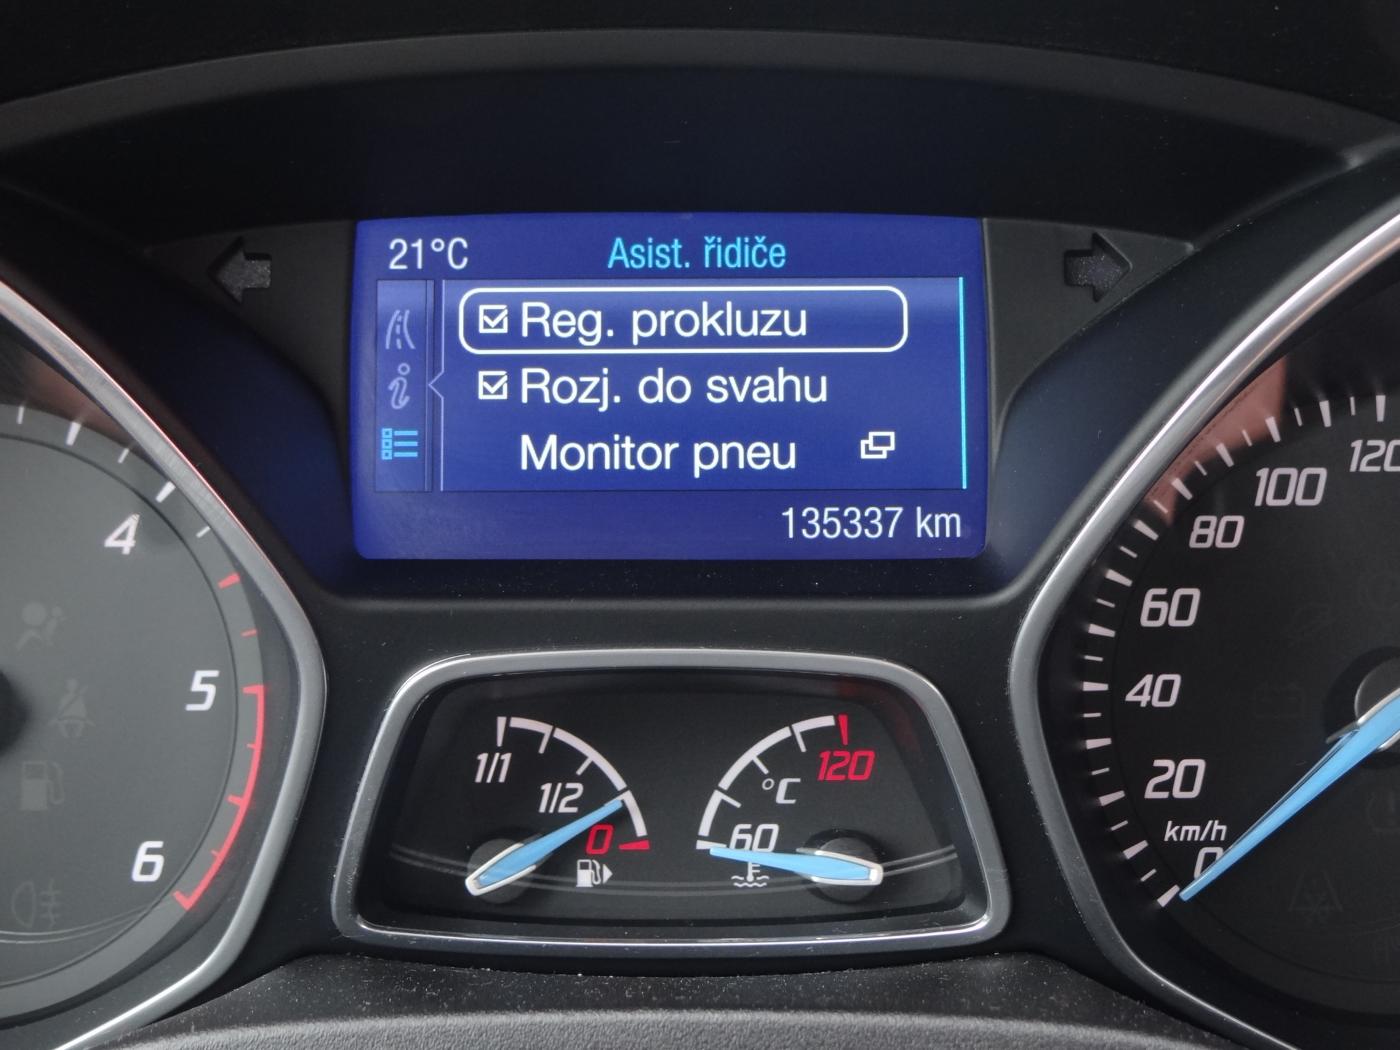 21°C Asist. řidiče
Reg. prokluzu
Rozj. do svahu
Monitor pneu
135337 km
4
5
6
1/1
1/2
0
°C
120
60
120
100
80
60
40
20
km/h
0